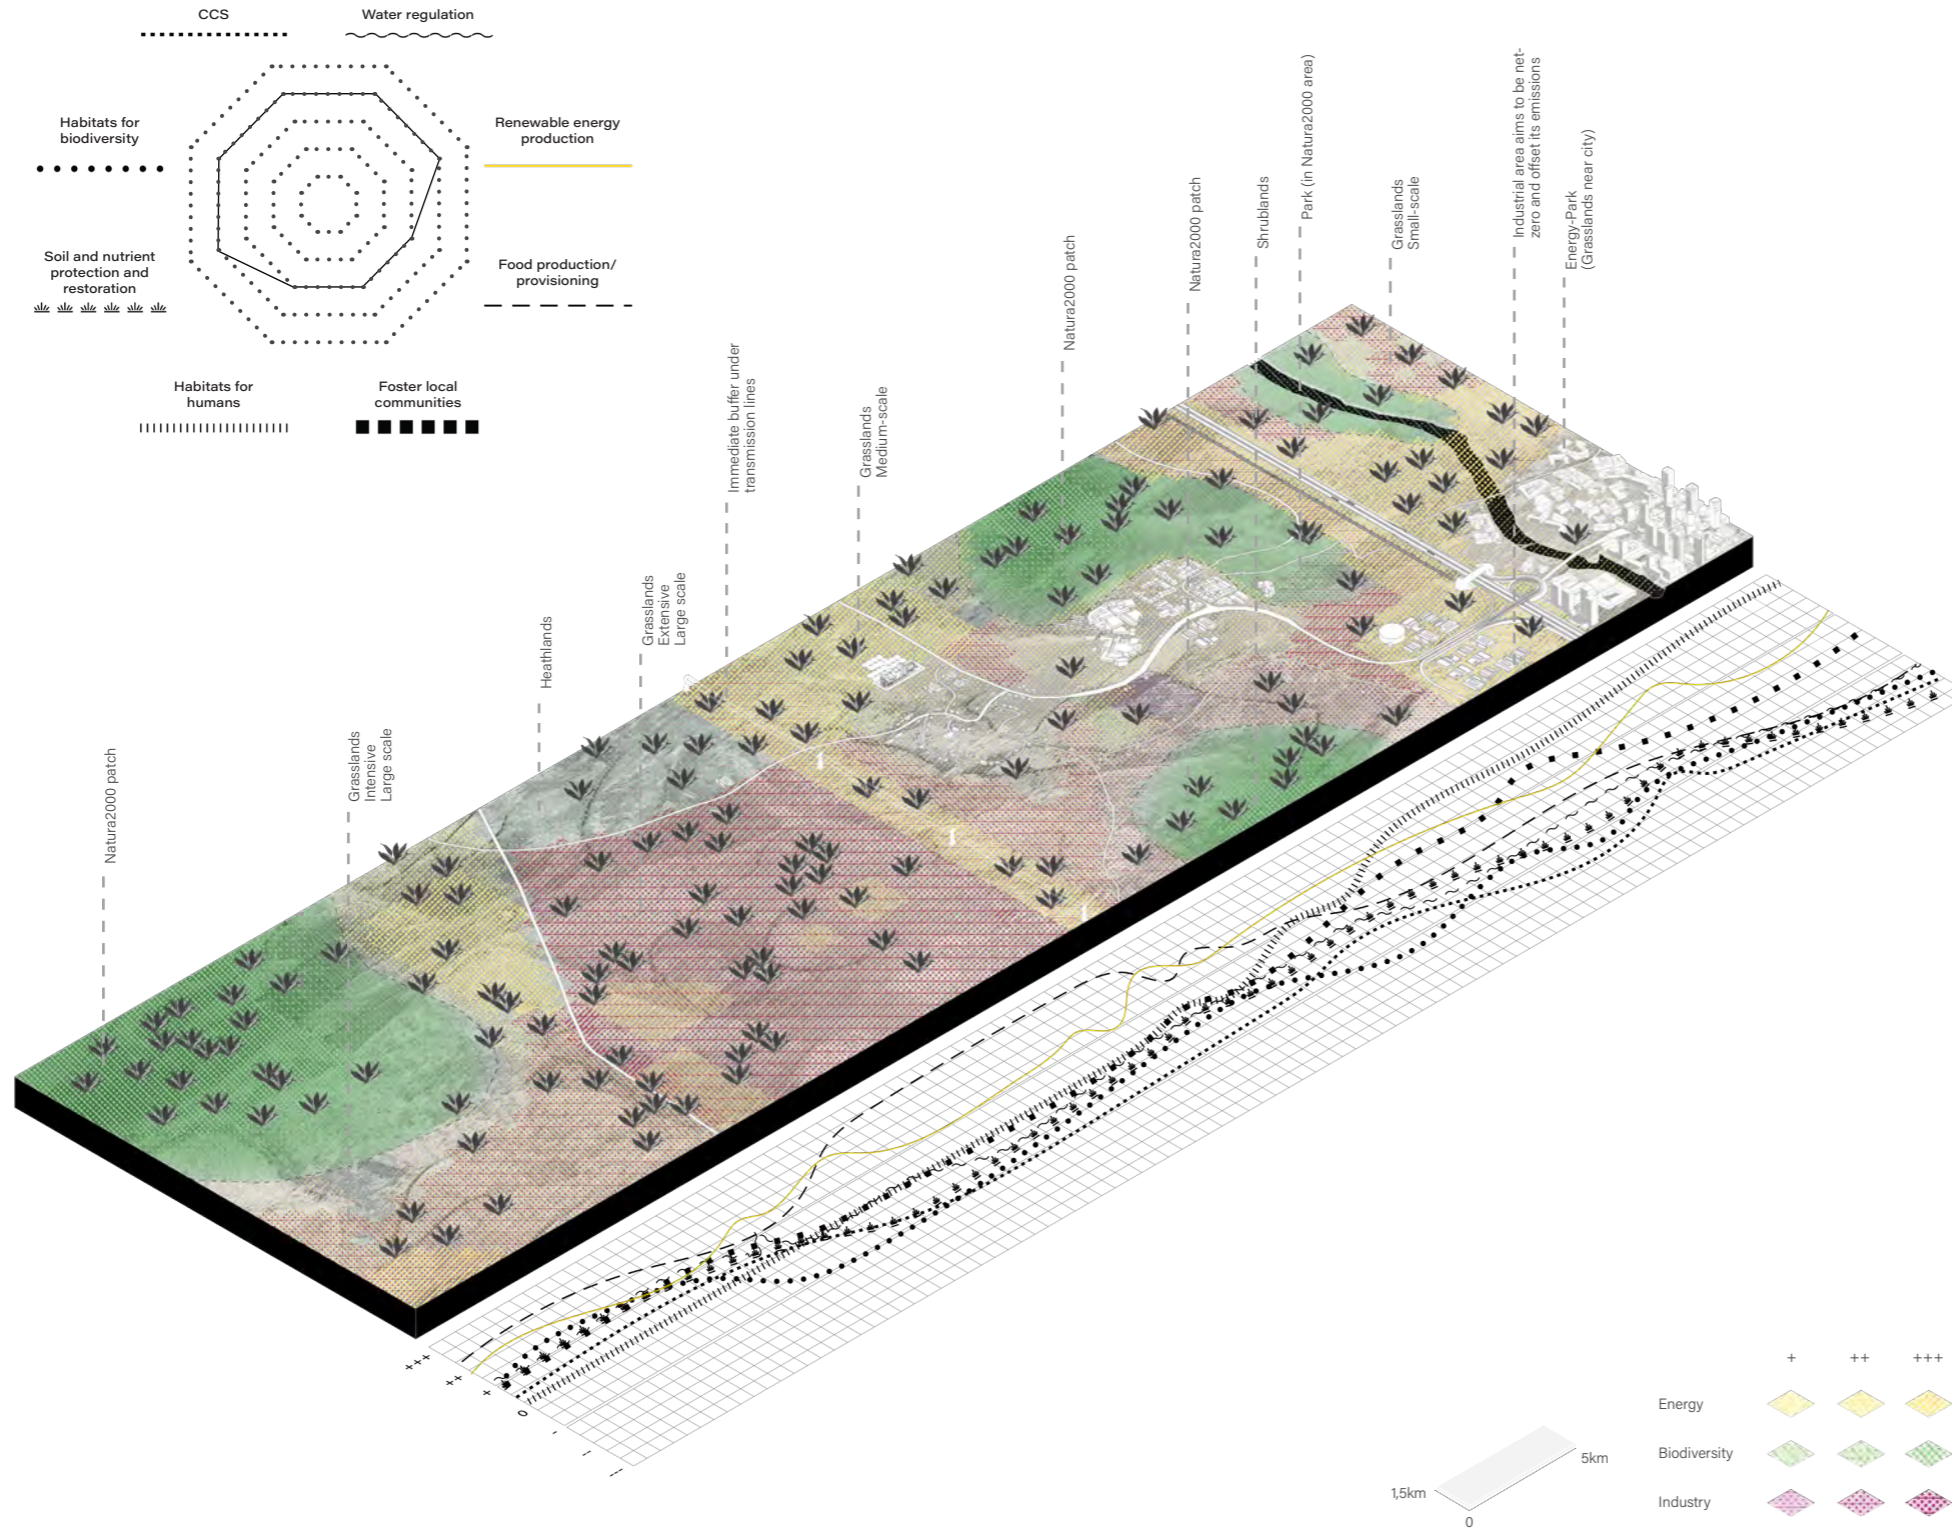 CCS
Water regulation
Habitats for
biodiversity
Renewable energy
production
Soil and nutrient
protection and
restoration
Food production/
provisioning
Habitats for
humans
Foster local
communities
Natura2000 patch
Grasslands
Intensive
Large scale
Heathlands
Grasslands
Extensive
Large scale
Immediate buffer under
transmission lines
Grasslands
Medium-scale
Natura2000 patch
Natura2000 patch
Shrublands
Park (in Natura2000 area)
Grasslands
Small-scale
Industrial area aims to be net-
zero and offset its emissions
Energy-Park
(Grasslands near city)
+++
++
+
0
-
--
---
+ ++ +++
Energy
Biodiversity
Industry
1,5km
0
5km